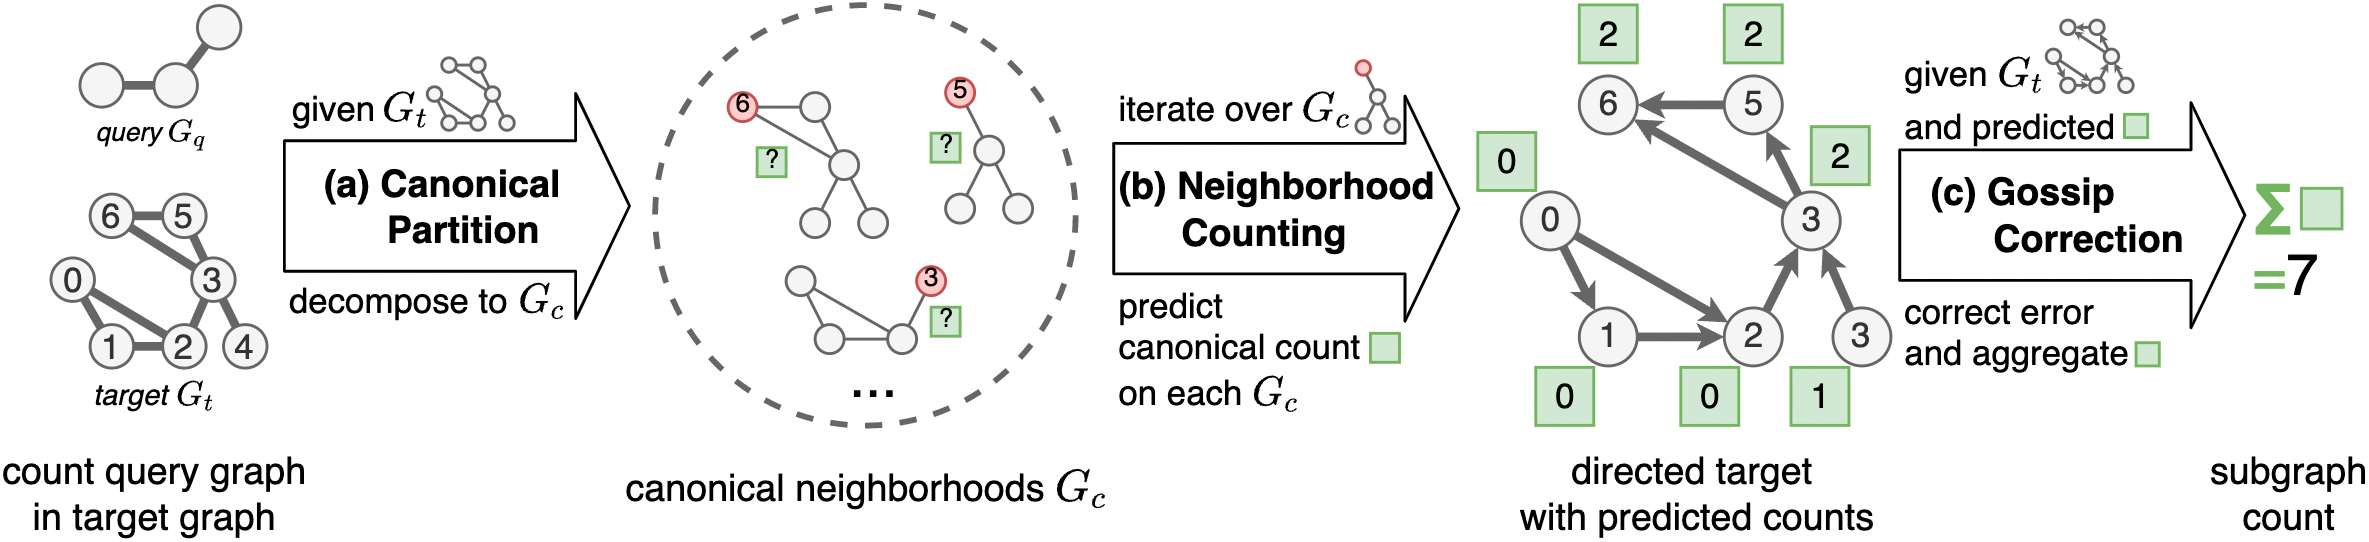 query G_q
6 5
0 3
1 2 4
target G_t
count query graph
in target graph
given G_t
(a) Canonical
Partition
decompose to G_c
6
?
5
?
3
?
...
canonical neighborhoods G_c
iterate over G_c
(b) Neighborhood
Counting
predict
canonical count
on each G_c
2 2
6 5
0 2
0 3
1 2 3
0 0 1
directed target
with predicted counts
given G_t
and predicted
(c) Gossip
Correction
correct error
and aggregate
Σ
=7
subgraph
count